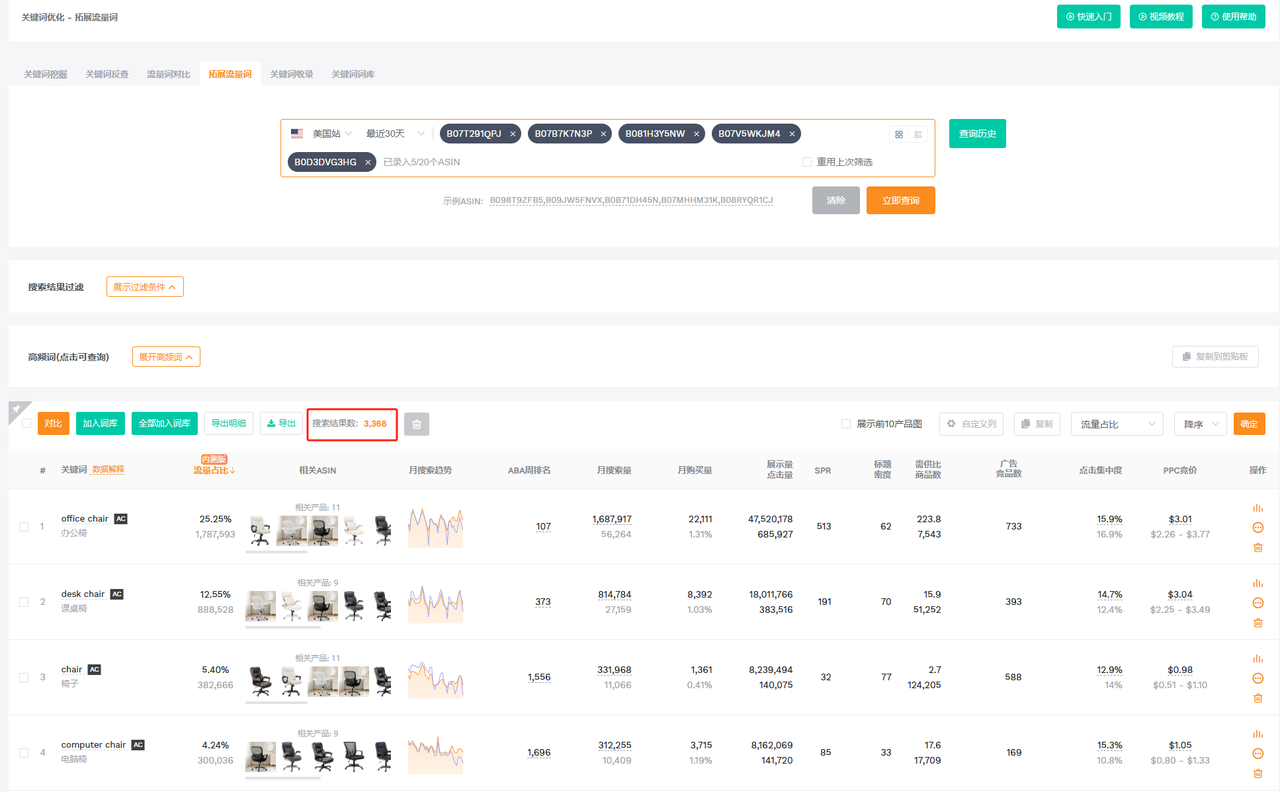 关键词优化 - 拓展流量词
快速入门 视频教程 使用帮助
关键词挖掘 关键词反查 流量词对比 拓展流量词 关键词收录 关键词词库
美国站 最近30天 B07T291QPJ × B07B7K7N3P × B081H3Y5NW × B07V5WKJM4 ×
查询历史
B0D3DVG3HG × 已录入5/20个ASIN 重用上次筛选
示例ASIN: B098T9ZFB5,B09JW5FNVX,B0B71DH45N,B07MHHM31K,B08RYQR1CJ 清除 立即查询
搜索结果过滤 展示过滤条件
高频词(点击可查询) 展开高频词 复制到剪贴板
对比 加入词库 全部加入词库 导出明细 导出 搜索结果数: 3,368 展示前10产品图 自定义列 复制 流量占比 降序 确定
# 关键词 数据解释 内测版 流量占比↓ 相关ASIN 月搜索趋势 ABA周排名 月搜索量 月购买量 展示量 点击量 SPR 标题密度 需供比 商品数 广告竞品数 点击集中度 PPC竞价 操作
相关产品: 11
1 office chair AC 25.25% 107 1,687,917 22,111 47,520,178 513 62 223.8 733 15.9% $3.01
办公椅 1,787,593 56,264 1.31% 685,927 7,543 16.9% $2.26 - $3.77
相关产品: 9
2 desk chair AC 12.55% 373 814,784 8,392 18,011,766 191 70 15.9 393 14.7% $3.04
课桌椅 888,528 27,159 1.03% 383,516 51,252 12.4% $2.25 - $3.49
相关产品: 11
3 chair AC 5.40% 1,556 331,968 1,361 8,239,494 32 77 2.7 588 12.9% $0.98
椅子 382,666 11,066 0.41% 140,075 124,205 14% $0.51 - $1.10
相关产品: 9
4 computer chair AC 4.24% 1,696 312,255 3,715 8,162,069 85 33 17.6 169 15.3% $1.05
电脑椅 300,036 10,409 1.19% 141,720 17,709 10.8% $0.80 - $1.33